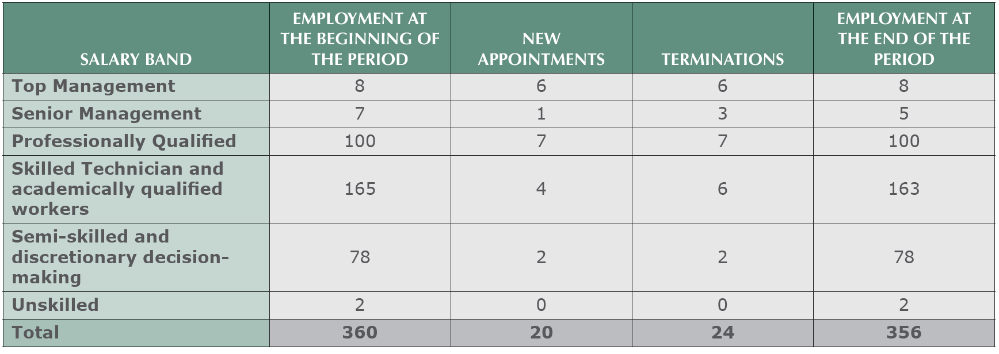 SALARY BAND
EMPLOYMENT AT
THE BEGINNING OF
THE PERIOD
NEW
APPOINTMENTS
TERMINATIONS
EMPLOYMENT AT
THE END OF THE
PERIOD
Top Management 8 6 6 8
Senior Management 7 1 3 5
Professionally Qualified 100 7 7 100
Skilled Technician and
academically qualified
workers
165 4 6 163
Semi-skilled and
discretionary decision-
making
78 2 2 78
Unskilled 2 0 0 2
Total 360 20 24 356